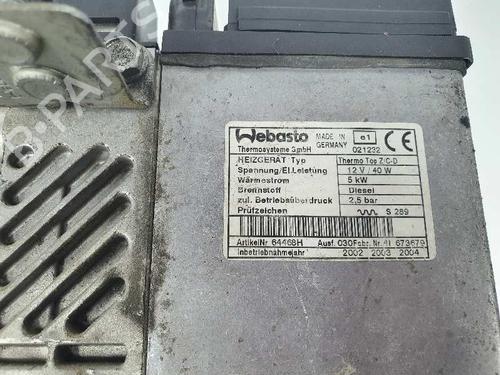 Webasto MADE IN GERMANY e1 CE
Thermosysteme GmbH 021232
HEIZGERÄT Typ Thermo Top Z/C-D
Spannung/El.Leistung 12 V / 40 W
Wärmestrom 5 kW
Brennstoff Diesel
zul. Betriebsüberdruck 2,5 bar
Prüfzeichen S 289
ArtikelNr. 64468H Ausf. 030 Fabr. Nr. 41 673679
Inbetriebnahmejahr 2002 2003 2004